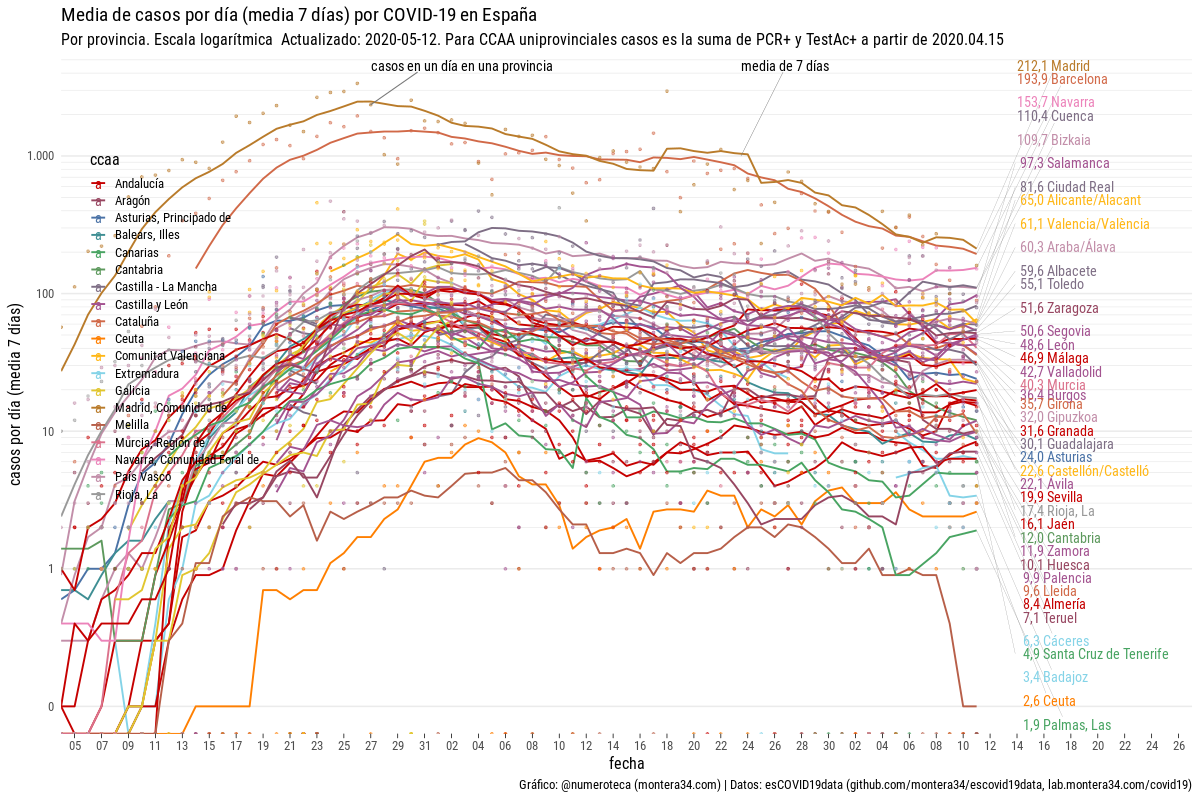 Media de casos por día (media 7 días) por COVID-19 en España
Por provincia. Escala logarítmica  Actualizado: 2020-05-12. Para CCAA uniprovinciales casos es la suma de PCR+ y TestAc+ a partir de 2020.04.15
casos en un día en una provincia
media de 7 días
casos por día (media 7 días)
1.000
100
10
1
0
ccaa
Andalucía
Aragón
Asturias, Principado de
Balears, Illes
Canarias
Cantabria
Castilla - La Mancha
Castilla y León
Cataluña
Ceuta
Comunitat Valenciana
Extremadura
Galicia
Madrid, Comunidad de
Melilla
Murcia, Región de
Navarra, Comunidad Foral de
País Vasco
Rioja, La
212,1 Madrid
193,9 Barcelona
153,7 Navarra
110,4 Cuenca
109,7 Bizkaia
97,3 Salamanca
81,6 Ciudad Real
65,0 Alicante/Alacant
61,1 Valencia/València
60,3 Araba/Álava
59,6 Albacete
55,1 Toledo
51,6 Zaragoza
50,6 Segovia
48,6 León
46,9 Málaga
42,7 Valladolid
40,3 Murcia
36,4 Burgos
35,7 Girona
32,0 Gipuzkoa
31,6 Granada
30,1 Guadalajara
24,0 Asturias
22,6 Castellón/Castelló
22,1 Ávila
19,9 Sevilla
17,4 Rioja, La
16,1 Jaén
12,0 Cantabria
11,9 Zamora
10,1 Huesca
9,9 Palencia
9,6 Lleida
8,4 Almería
7,1 Teruel
6,3 Cáceres
4,9 Santa Cruz de Tenerife
3,4 Badajoz
2,6 Ceuta
1,9 Palmas, Las
05 07 09 11 13 15 17 19 21 23 25 27 29 31 02 04 06 08 10 12 14 16 18 20 22 24 26 28 30 02 04 06 08 10 12 14 16 18 20 22 24 26
fecha
Gráfico: @numeroteca (montera34.com) | Datos: esCOVID19data (github.com/montera34/escovid19data, lab.montera34.com/covid19)